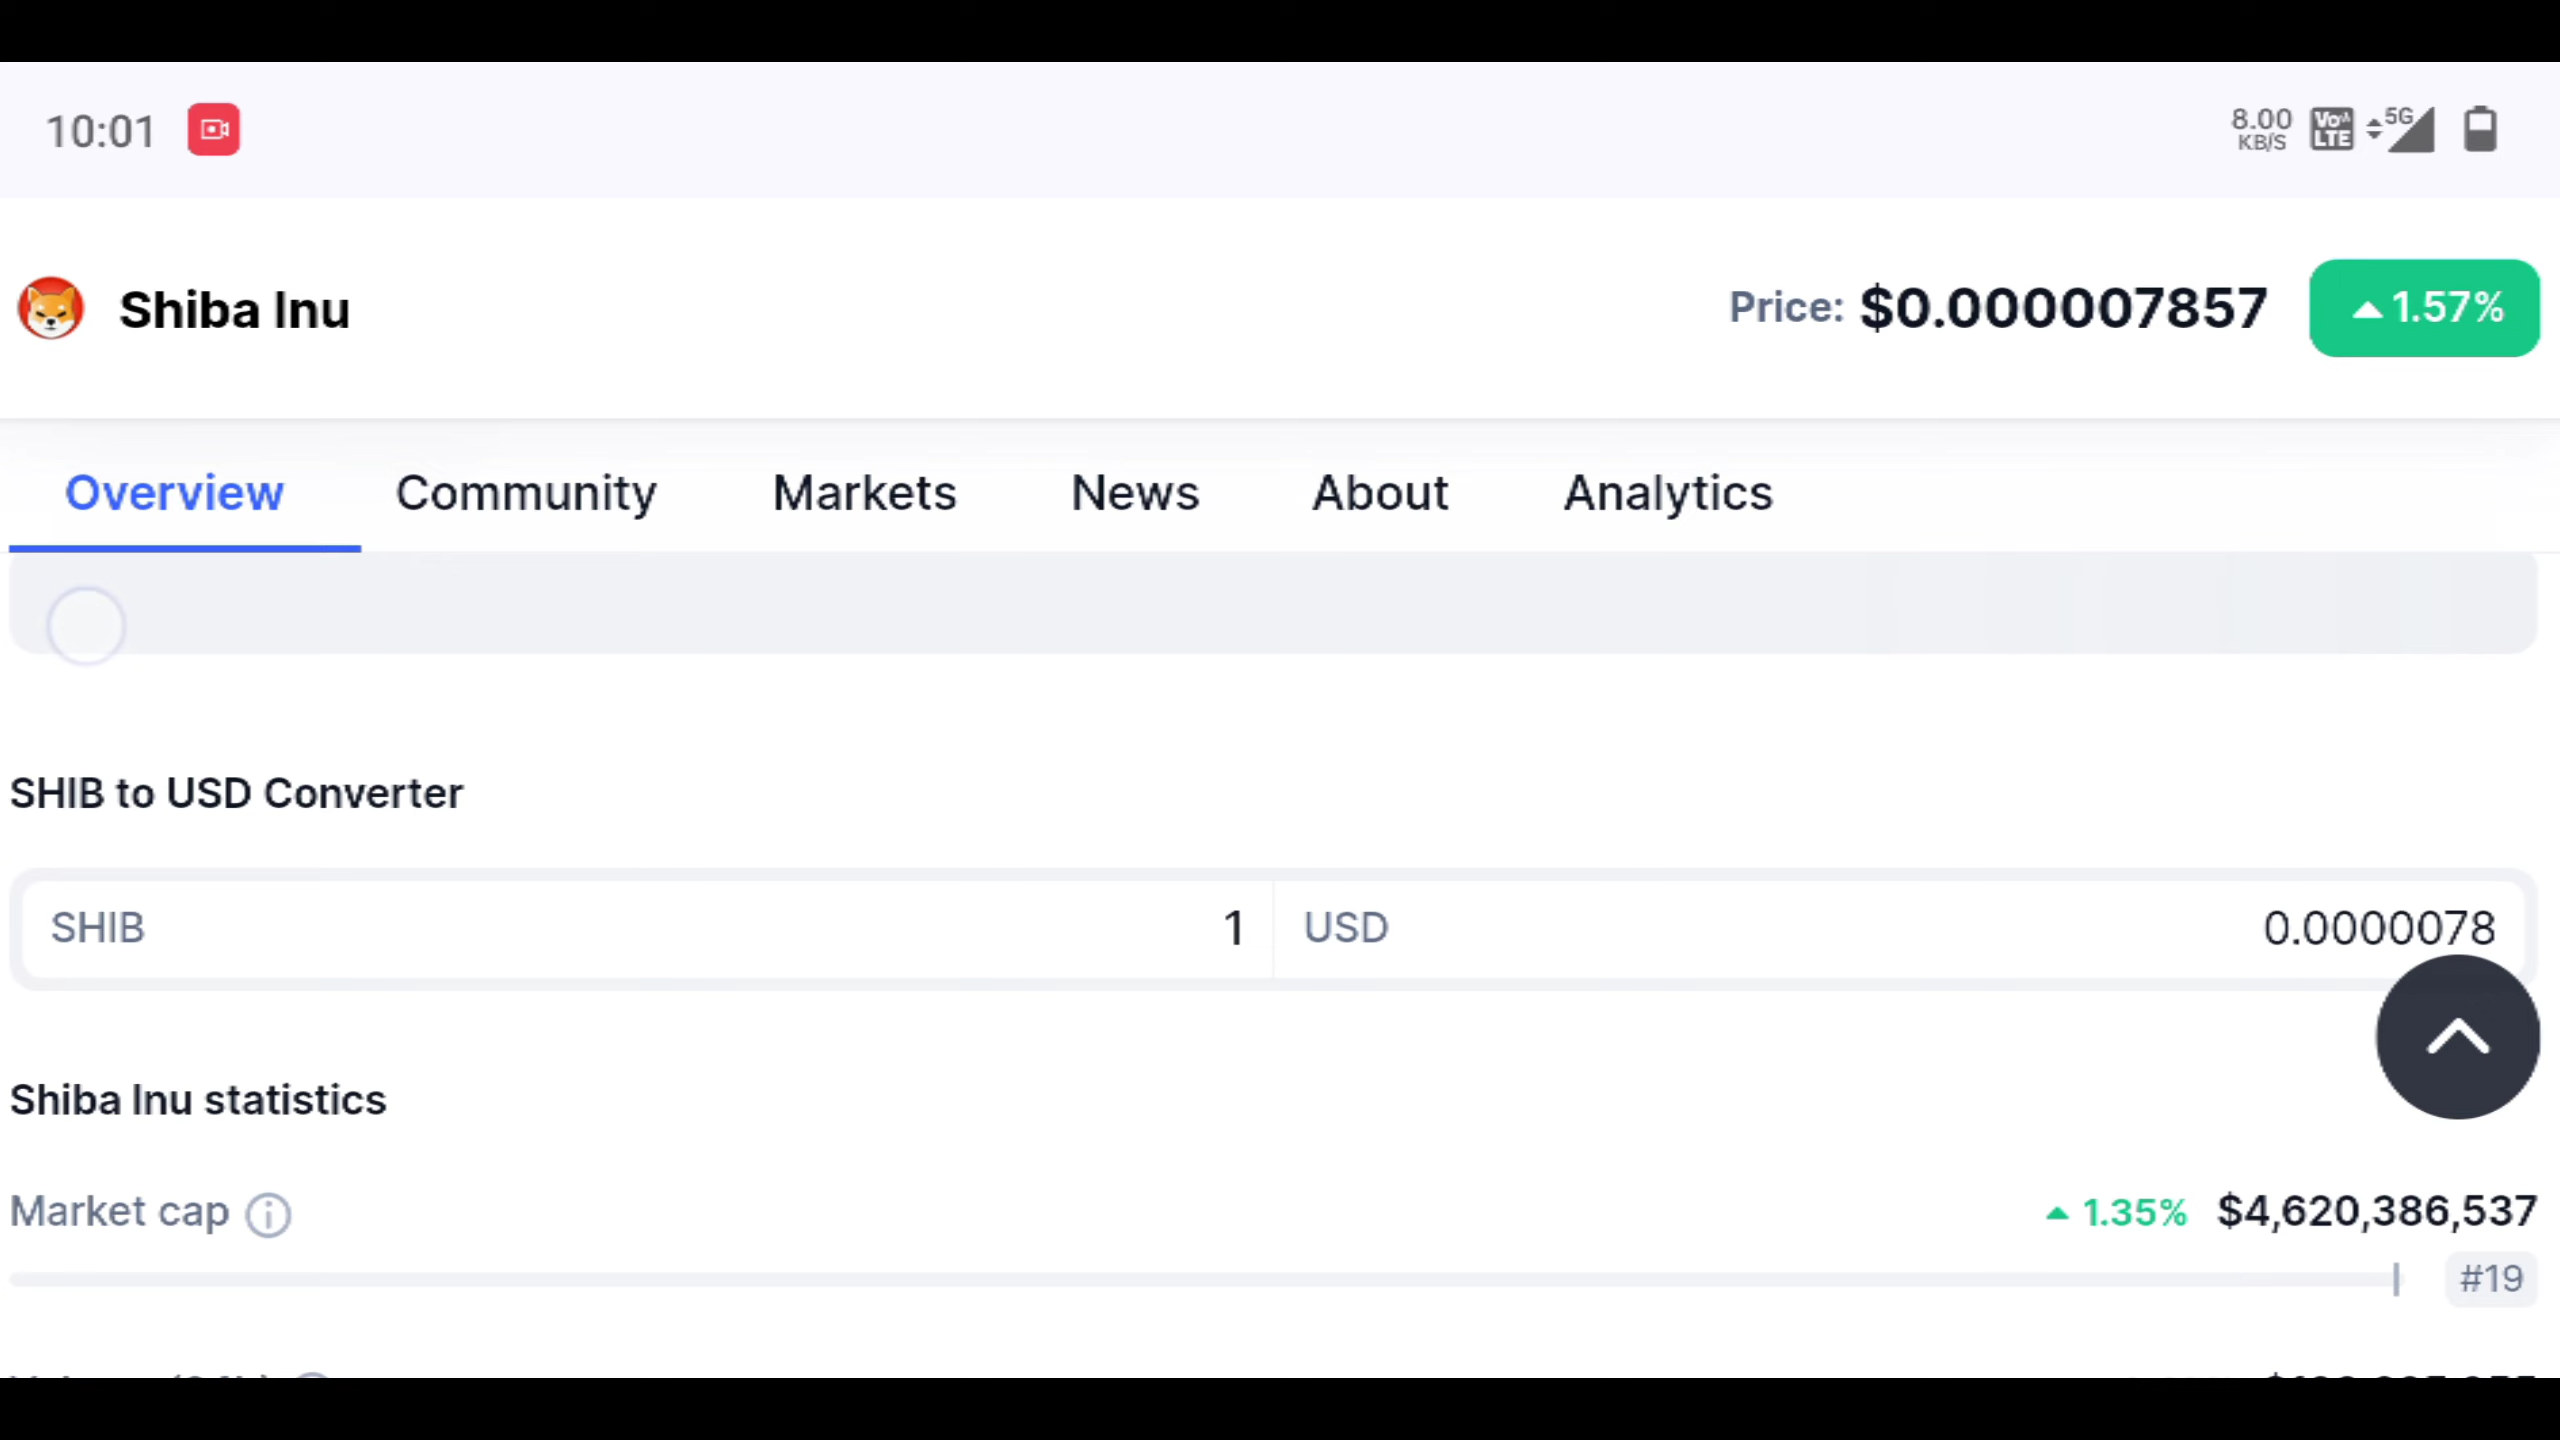 10:01
8.00
KB/S
Vo
LTE
5G
Shiba Inu
Price: $0.000007857
1.57%
Overview Community Markets News About Analytics
SHIB to USD Converter
SHIB 1 USD 0.0000078
Shiba Inu statistics
Market cap 1.35% $4,620,386,537
#19